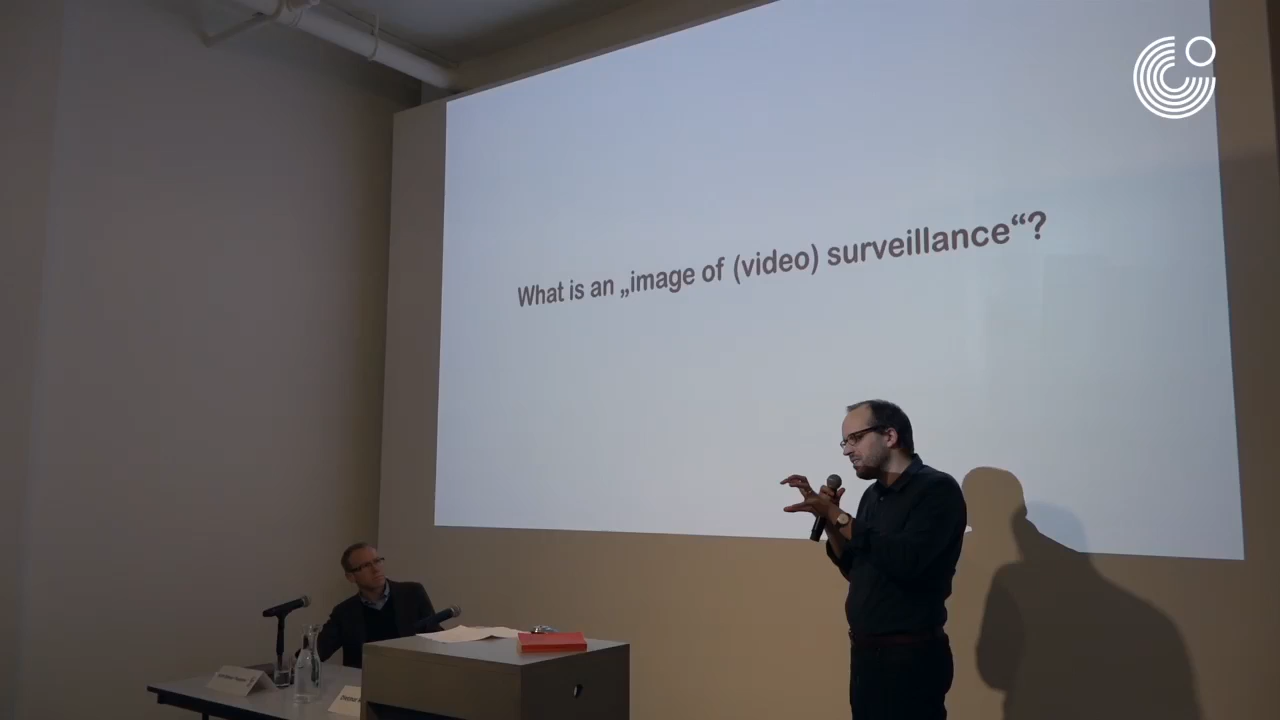 What is an „image of (video) surveillance“?